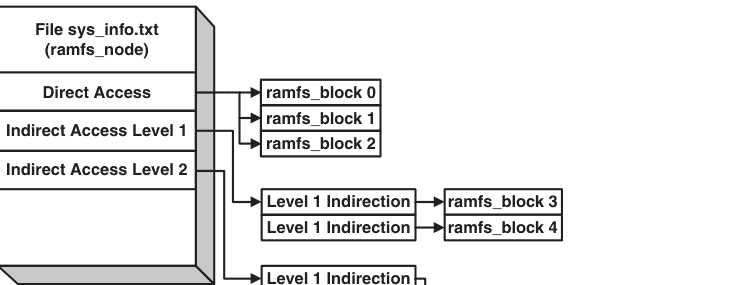 File sys_info.txt
(ramfs_node)
Direct Access
Indirect Access Level 1
Indirect Access Level 2
ramfs_block 0
ramfs_block 1
ramfs_block 2
Level 1 Indirection
ramfs_block 3
Level 1 Indirection
ramfs_block 4
Level 1 Indirection